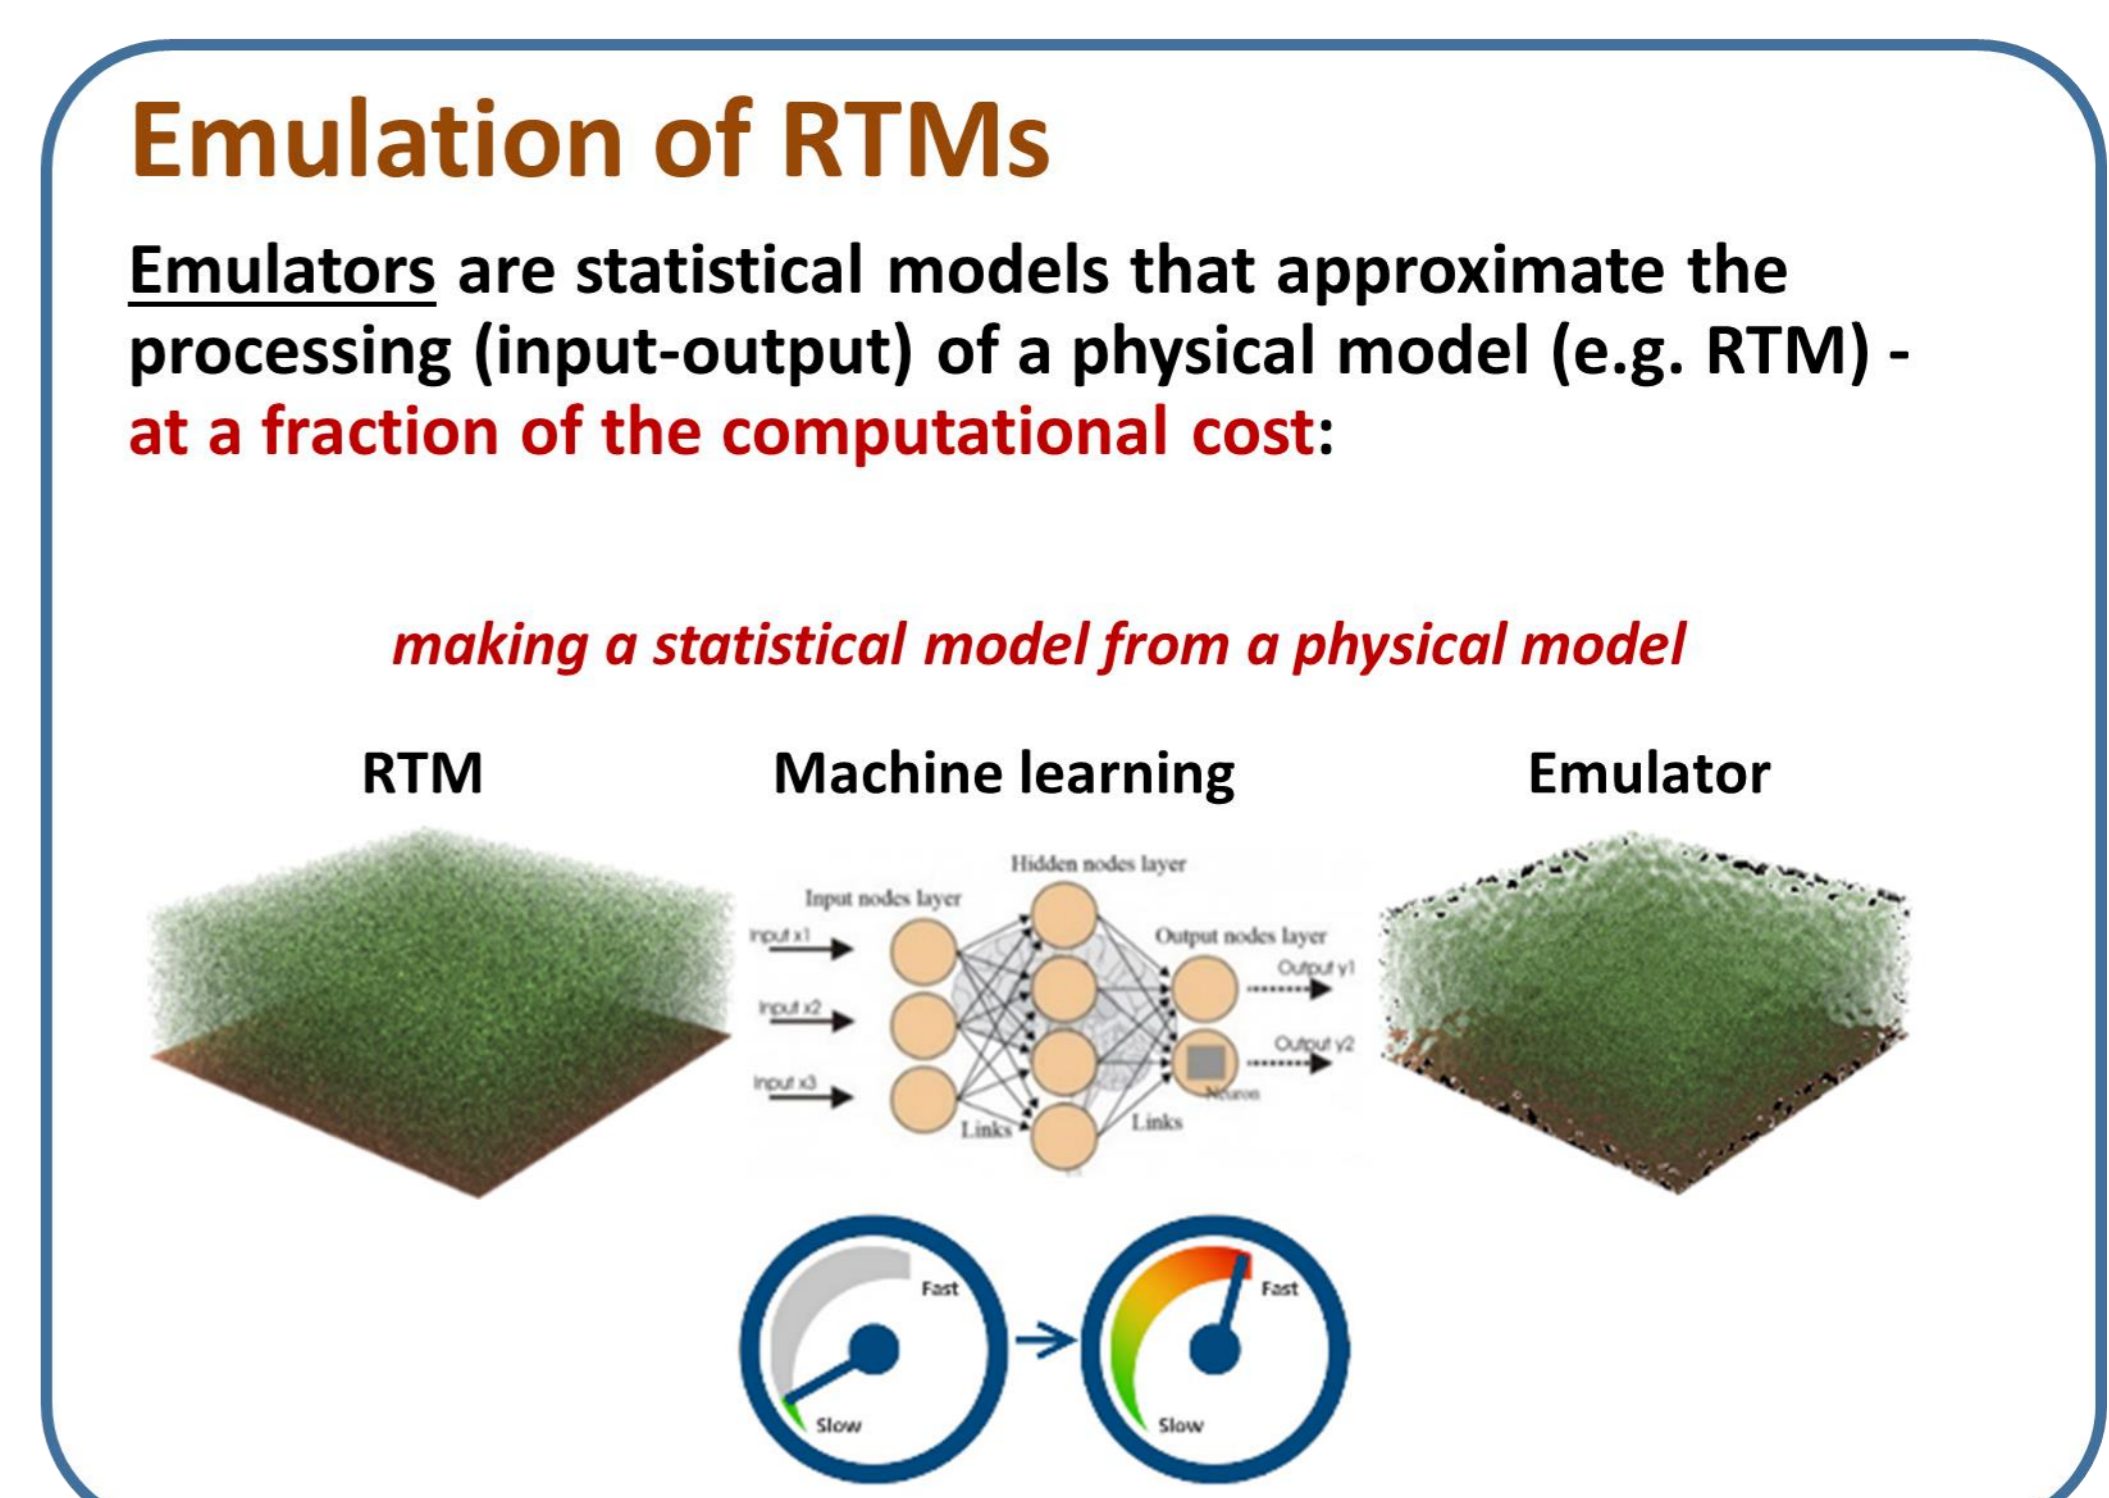 Emulation of RTMs
Emulators are statistical models that approximate the
processing (input-output) of a physical model (e.g. RTM) -
at a fraction of the computational cost:
making a statistical model from a physical model
RTM
Machine learning
Emulator
Hidden nodes layer
Input nodes layer
Output nodes layer
Input x1
Output y1
Input x2
Output y2
Input x3
Neuron
Links
Links
Fast
Slow
Fast
Slow